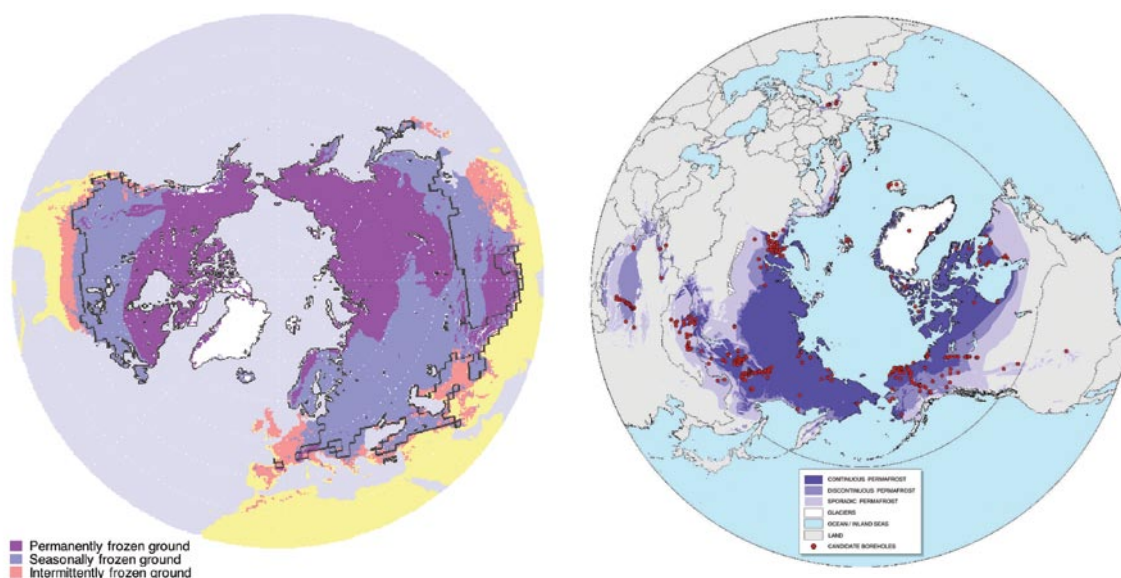 Permanently frozen ground
Seasonally frozen ground
Intermittently frozen ground
CONTINUOUS PERMAFROST
DISCONTINUOUS PERMAFROST
SPORADIC PERMAFROST
GLACIERS
OCEAN / INLAND SEAS
LAND
CANDIDATE BOREHOLES